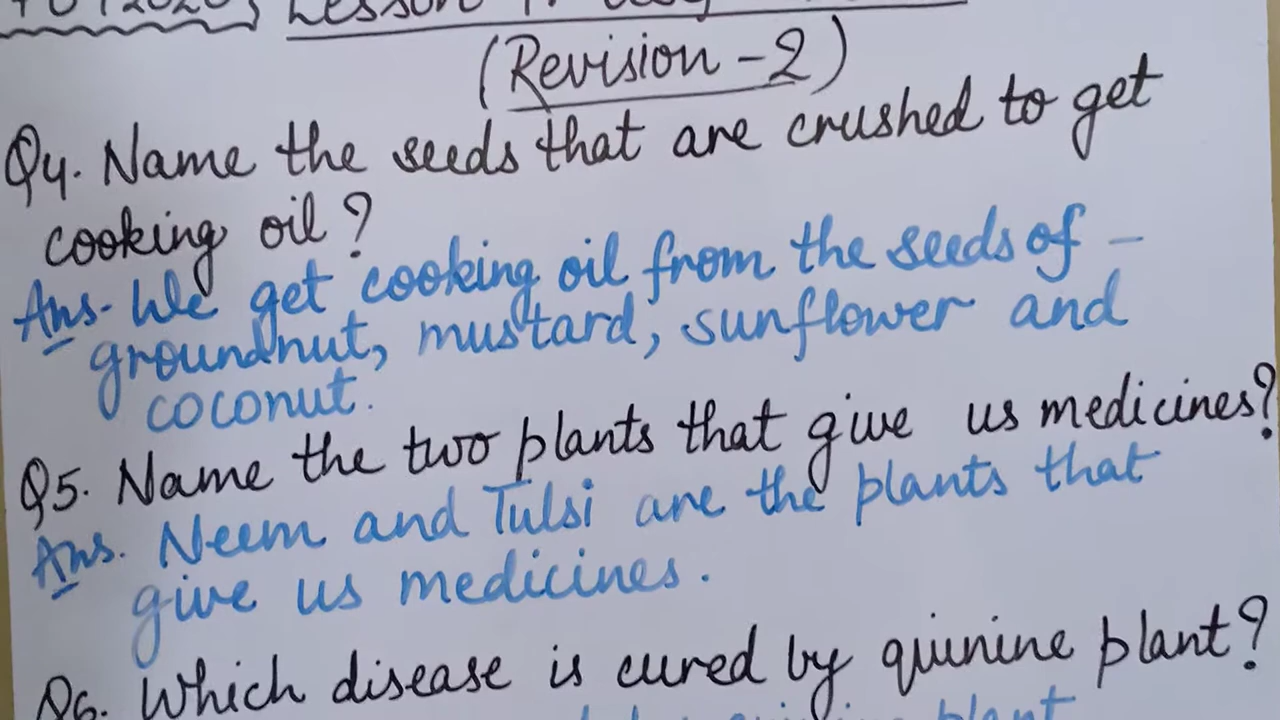 Lesson
(Revision - 2)
Q4. Name the seeds that are crushed to get
cooking oil?
Ans. We get cooking oil from the seeds of -
groundnut, mustard, sunflower and
coconut.
Q5. Name the two plants that give us medicines?
Ans. Neem and Tulsi are the plants that
give us medicines.
Q6. Which disease is cured by quinine plant?
plant